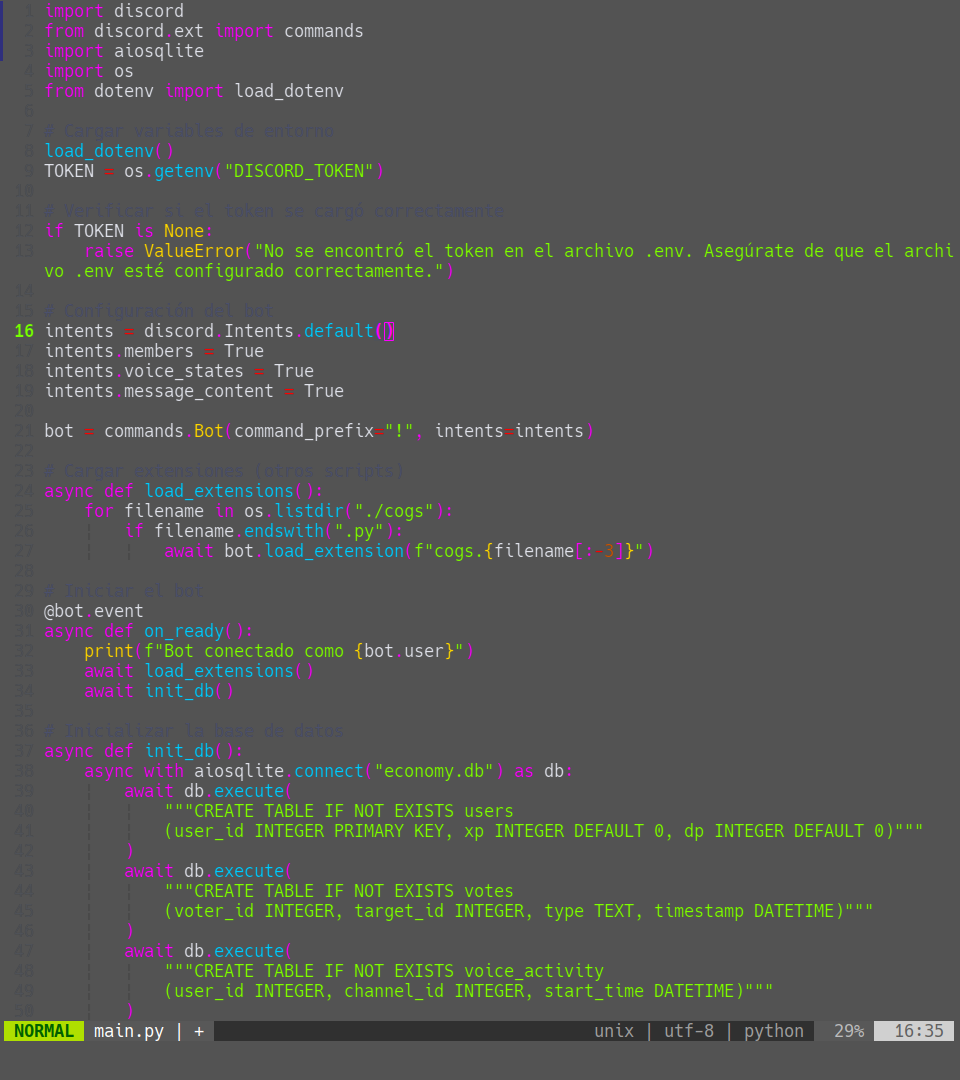 1 import discord
2 from discord.ext import commands
3 import aiosqlite
4 import os
5 from dotenv import load_dotenv
6
7 # Cargar variables de entorno
8 load_dotenv()
9 TOKEN = os.getenv("DISCORD_TOKEN")
10
11 # Verificar si el token se cargó correctamente
12 if TOKEN is None:
13     raise ValueError("No se encontró el token en el archivo .env. Asegúrate de que el archi
vo .env esté configurado correctamente.")
14
15 # Configuración del bot
16 intents = discord.Intents.default()
17 intents.members = True
18 intents.voice_states = True
19 intents.message_content = True
20
21 bot = commands.Bot(command_prefix="!", intents=intents)
22
23 # Cargar extensiones (otros scripts)
24 async def load_extensions():
25     for filename in os.listdir("./cogs"):
26         if filename.endswith(".py"):
27             await bot.load_extension(f"cogs.{filename[:-3]}")
28
29 # Iniciar el bot
30 @bot.event
31 async def on_ready():
32     print(f"Bot conectado como {bot.user}")
33     await load_extensions()
34     await init_db()
35
36 # Inicializar la base de datos
37 async def init_db():
38     async with aiosqlite.connect("economy.db") as db:
39         await db.execute(
40             """CREATE TABLE IF NOT EXISTS users
41             (user_id INTEGER PRIMARY KEY, xp INTEGER DEFAULT 0, dp INTEGER DEFAULT 0)"""
42         )
43         await db.execute(
44             """CREATE TABLE IF NOT EXISTS votes
45             (voter_id INTEGER, target_id INTEGER, type TEXT, timestamp DATETIME)"""
46         )
47         await db.execute(
48             """CREATE TABLE IF NOT EXISTS voice_activity
49             (user_id INTEGER, channel_id INTEGER, start_time DATETIME)"""
50         )
NORMAL main.py | + unix | utf-8 | python 29% 16:35